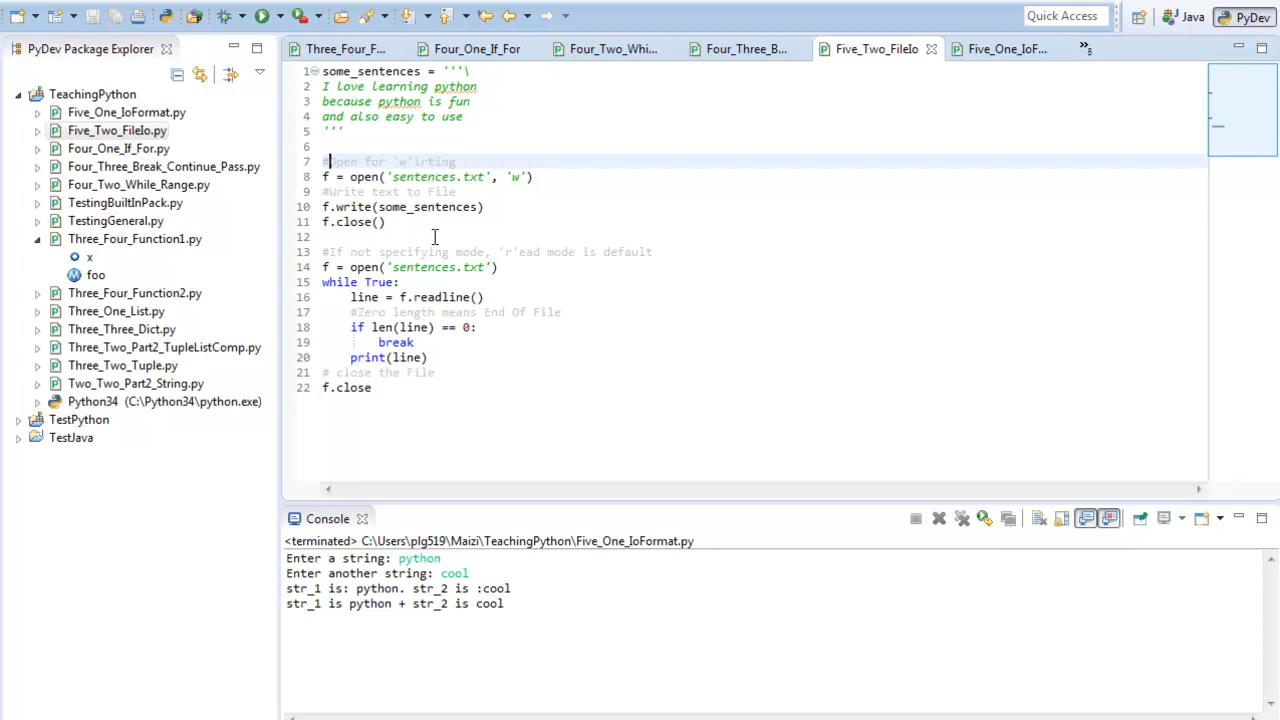 Quick Access
Java
PyDev
PyDev Package Explorer
Three_Four_F...
Four_One_If_For
Four_Two_Whi...
Four_Three_B...
Five_Two_FileIo
Five_One_IoF...
8
TeachingPython
Five_One_IoFormat.py
Five_Two_FileIo.py
Four_One_If_For.py
Four_Three_Break_Continue_Pass.py
Four_Two_While_Range.py
TestingBuiltInPack.py
TestingGeneral.py
Three_Four_Function1.py
x
foo
Three_Four_Function2.py
Three_One_List.py
Three_Three_Dict.py
Three_Two_Part2_TupleListComp.py
Three_Two_Tuple.py
Two_Two_Part2_String.py
Python34 (C:\Python34\python.exe)
TestPython
TestJava
1 some_sentences = '''\
2 I love learning python
3 because python is fun
4 and also easy to use
5 '''
6
7 #Open for 'w'irting
8 f = open('sentences.txt', 'w')
9 #Write text to File
10 f.write(some_sentences)
11 f.close()
12
13 #If not specifying mode, 'r'ead mode is default
14 f = open('sentences.txt')
15 while True:
16     line = f.readline()
17     #Zero length means End Of File
18     if len(line) == 0:
19         break
20     print(line)
21 # close the File
22 f.close
Console
<terminated> C:\Users\plg519\Maizi\TeachingPython\Five_One_IoFormat.py
Enter a string: python
Enter another string: cool
str_1 is: python. str_2 is :cool
str_1 is python + str_2 is cool